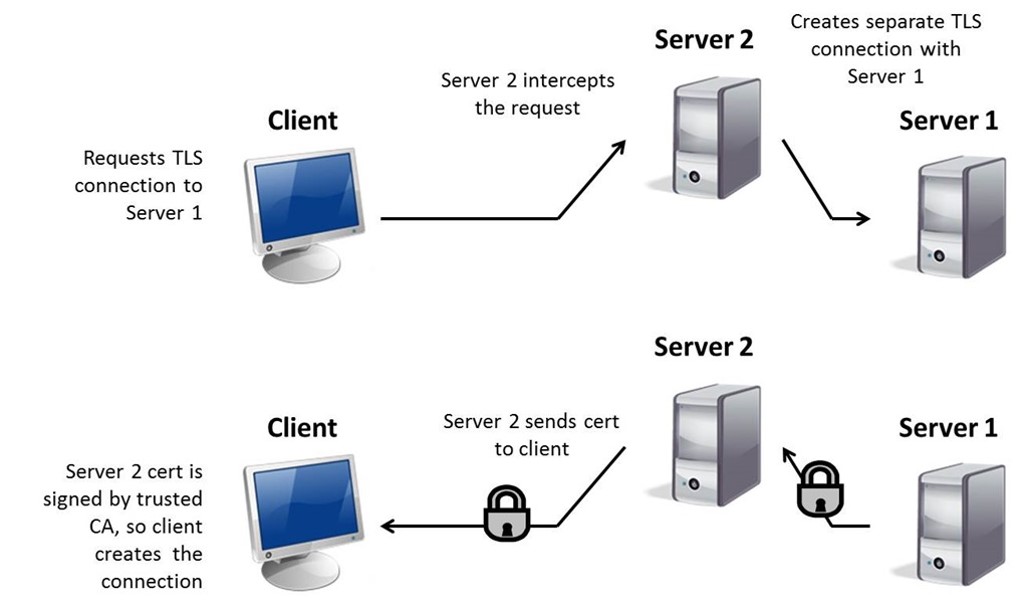 Server 2
Creates separate TLS
connection with
Server 1
Server 2 intercepts
the request
Client
Server 1
Requests TLS
connection to
Server 1
Server 2
Server 2 sends cert
to client
Client
Server 1
Server 2 cert is
signed by trusted
CA, so client
creates the
connection